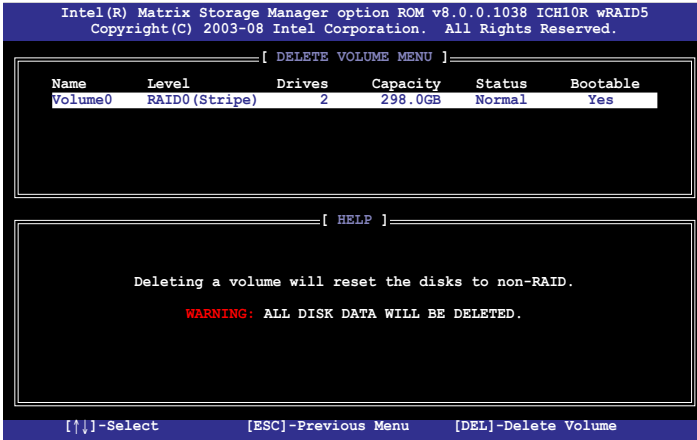 Intel(R) Matrix Storage Manager option ROM v8.0.0.1038 ICH10R wRAID5
Copyright(C) 2003-08 Intel Corporation. All Rights Reserved.
[ DELETE VOLUME MENU ]
Name Level Drives Capacity Status Bootable
Volume0 RAID0(Stripe) 2 298.0GB Normal Yes
[ HELP ]
Deleting a volume will reset the disks to non-RAID.
WARNING: ALL DISK DATA WILL BE DELETED.
[↑↓]-Select [ESC]-Previous Menu [DEL]-Delete Volume